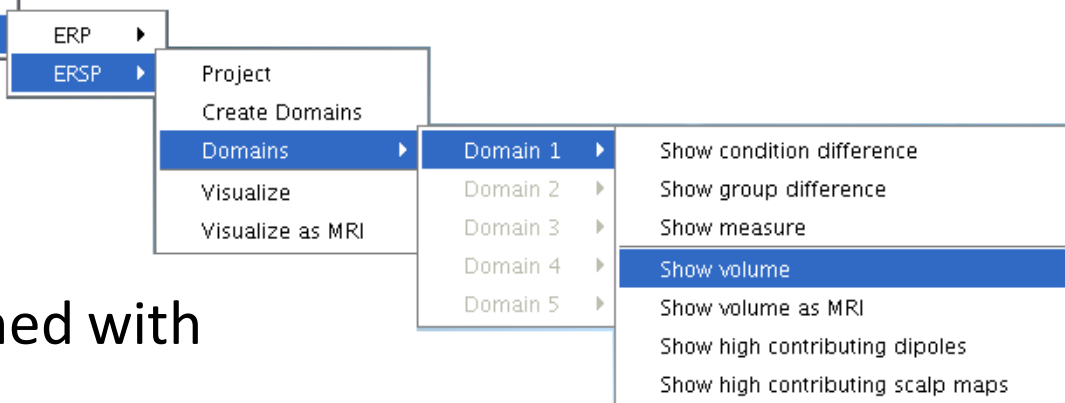 ERP
ERSP
Project
Create Domains
Domains
Visualize
Visualize as MRI
Domain 1
Domain 2
Domain 3
Domain 4
Domain 5
Show condition difference
Show group difference
Show measure
Show volume
Show volume as MRI
Show high contributing dipoles
Show high contributing scalp maps
with